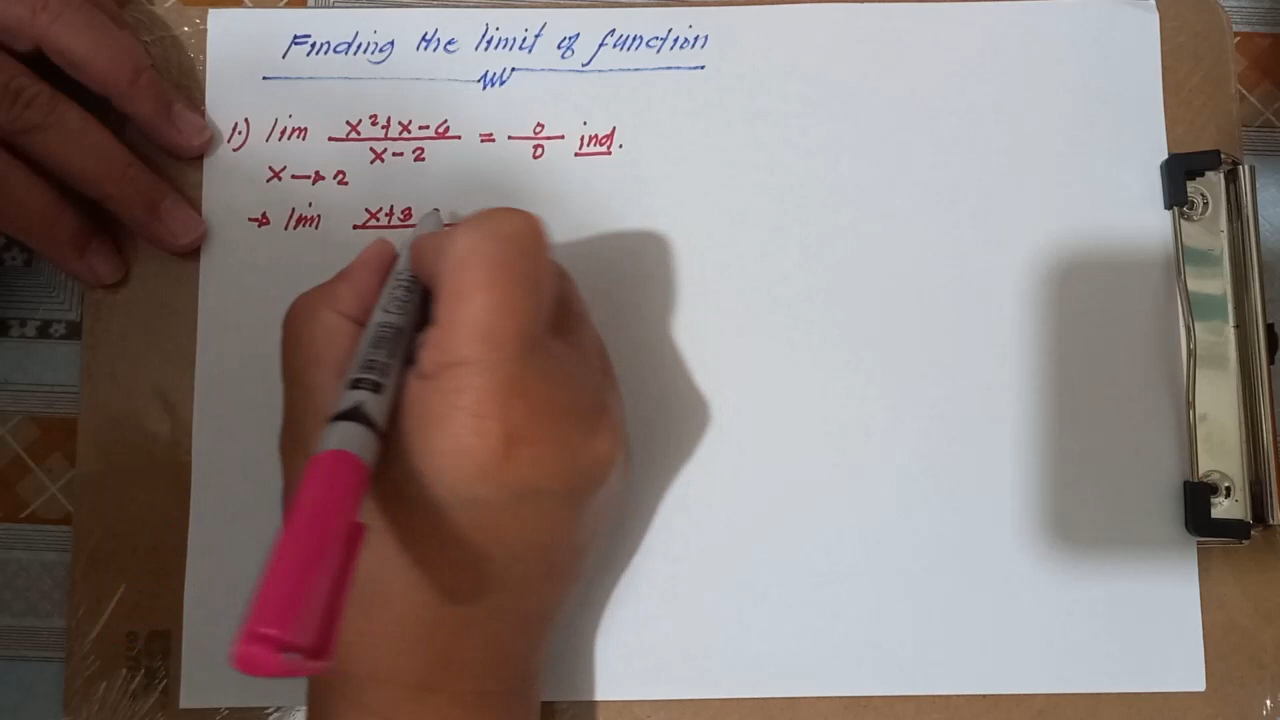 Finding the limit of function
1.) lim x²+x-6 / x-2 = 0 / 0 ind.
x→2
→ lim x+3